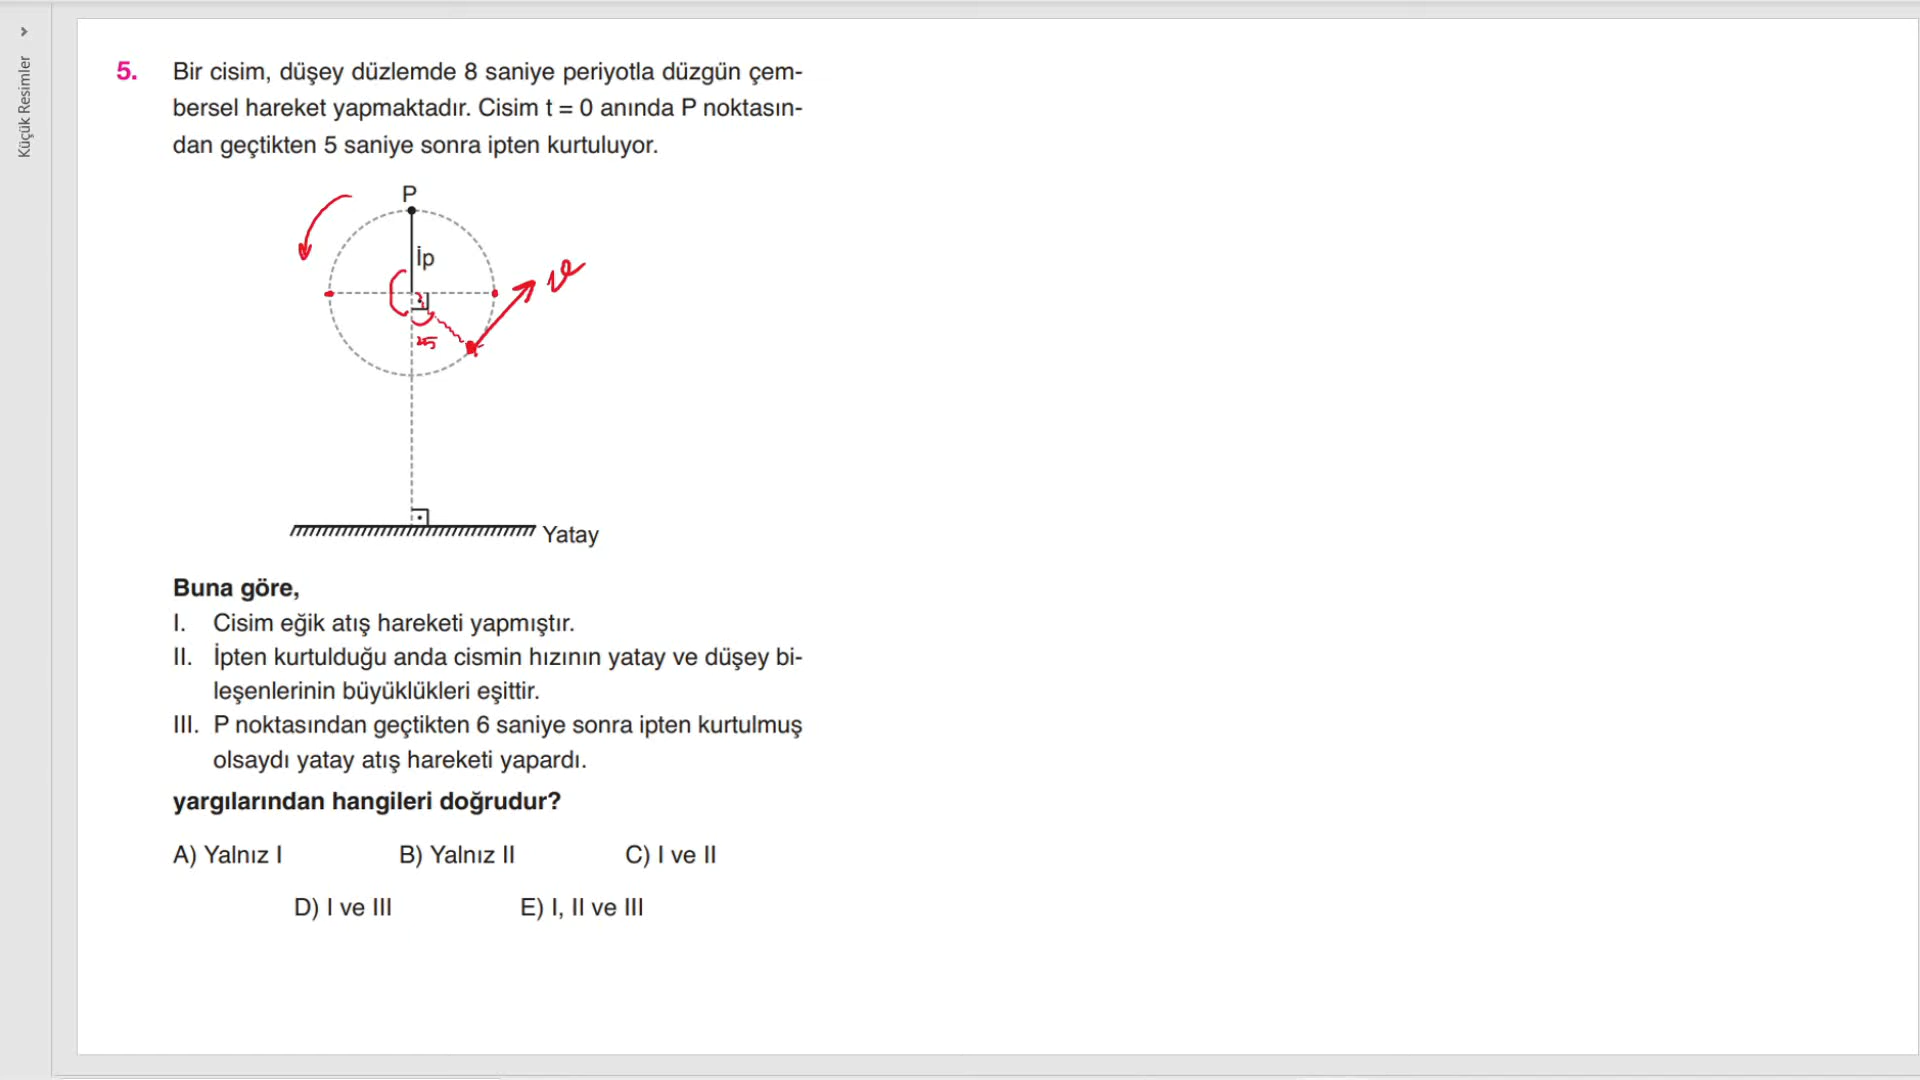 Küçük Resimler
5. Bir cisim, düşey düzlemde 8 saniye periyotla düzgün çem-
bersel hareket yapmaktadır. Cisim t = 0 anında P noktasın-
dan geçtikten 5 saniye sonra ipten kurtuluyor.
P
İp
45
Yatay
Buna göre,
I. Cisim eğik atış hareketi yapmıştır.
II. İpten kurtulduğu anda cismin hızının yatay ve düşey bi-
leşenlerinin büyüklükleri eşittir.
III. P noktasından geçtikten 6 saniye sonra ipten kurtulmuş
olsaydı yatay atış hareketi yapardı.
yargılarından hangileri doğrudur?
A) Yalnız I B) Yalnız II C) I ve II
D) I ve III E) I, II ve III